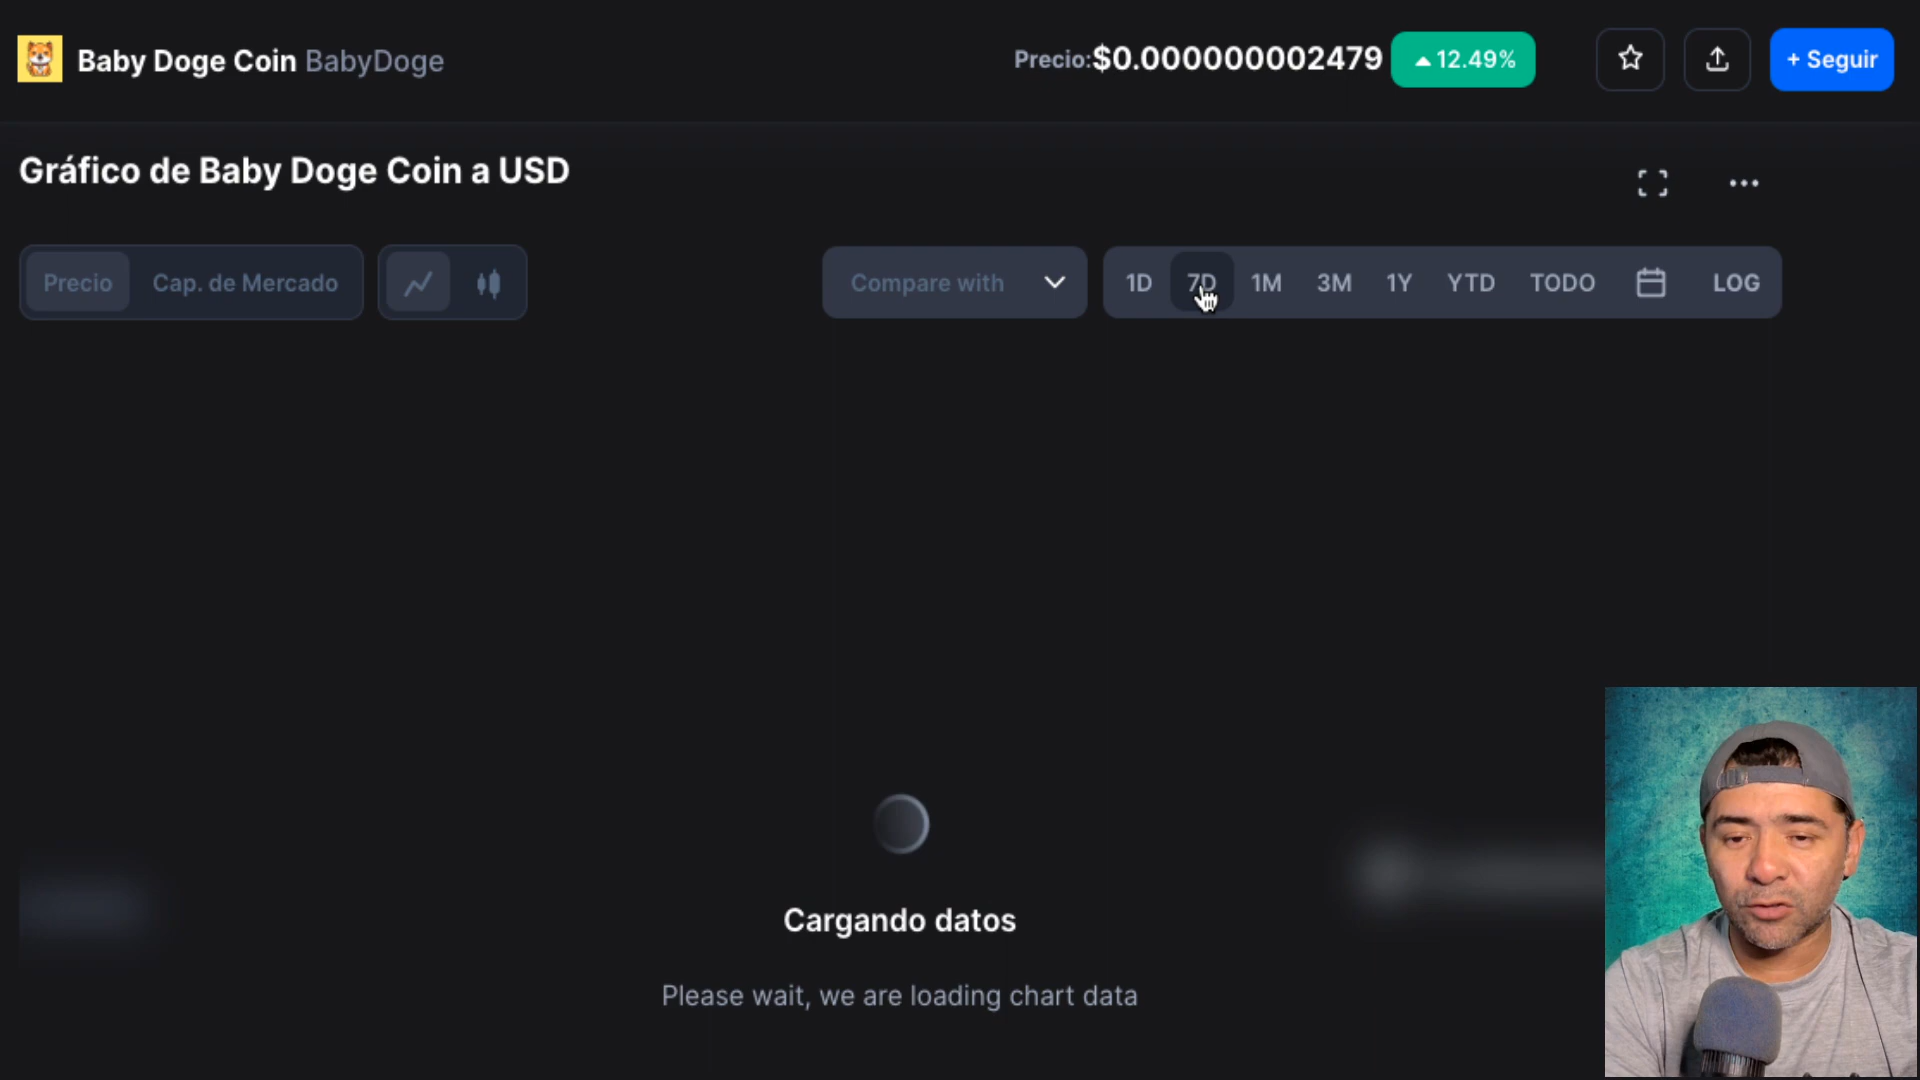 Baby Doge Coin BabyDoge
Precio:$0.000000002479 12.49%
+ Seguir
Gráfico de Baby Doge Coin a USD
Precio Cap. de Mercado
Compare with
1D 7D 1M 3M 1Y YTD TODO LOG
Cargando datos
Please wait, we are loading chart data